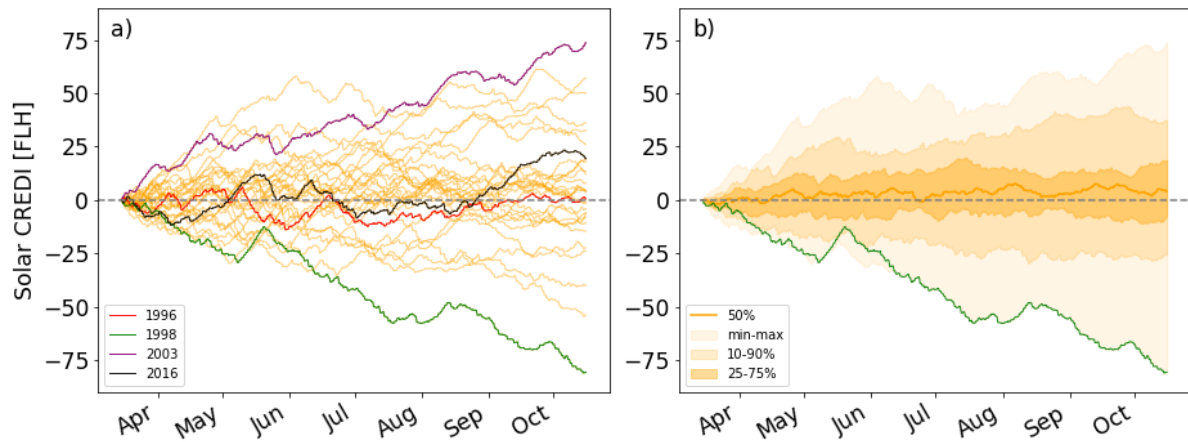 a)
Solar CREDI [FLH]
75
50
25
0
−25
−50
−75
1996
1998
2003
2016
Apr
May
Jun
Jul
Aug
Sep
Oct
b)
75
50
25
0
−25
−50
−75
50%
min-max
10-90%
25-75%
Apr
May
Jun
Jul
Aug
Sep
Oct